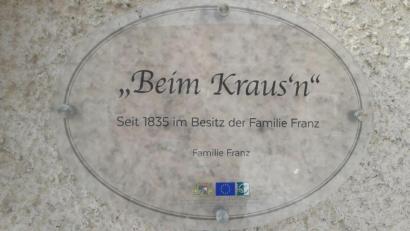 „Beim Kraus‘n“
Seit 1835 im Besitz der Familie Franz
Familie Franz